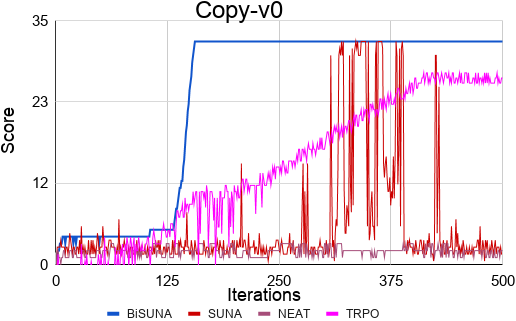 Copy-v0
35
23
12
0
Score
0 125 250 375 500
Iterations
BiSUNA SUNA NEAT TRPO